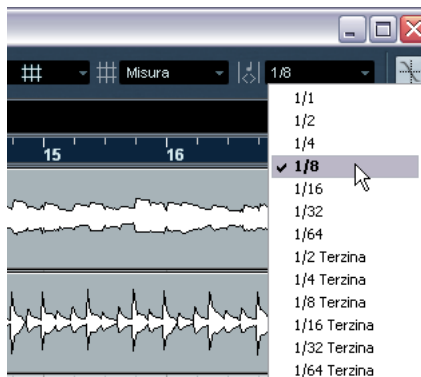 Misura 1/8
15 16
1/1
1/2
1/4
✓ 1/8
1/16
1/32
1/64
1/2 Terzina
1/4 Terzina
1/8 Terzina
1/16 Terzina
1/32 Terzina
1/64 Terzina